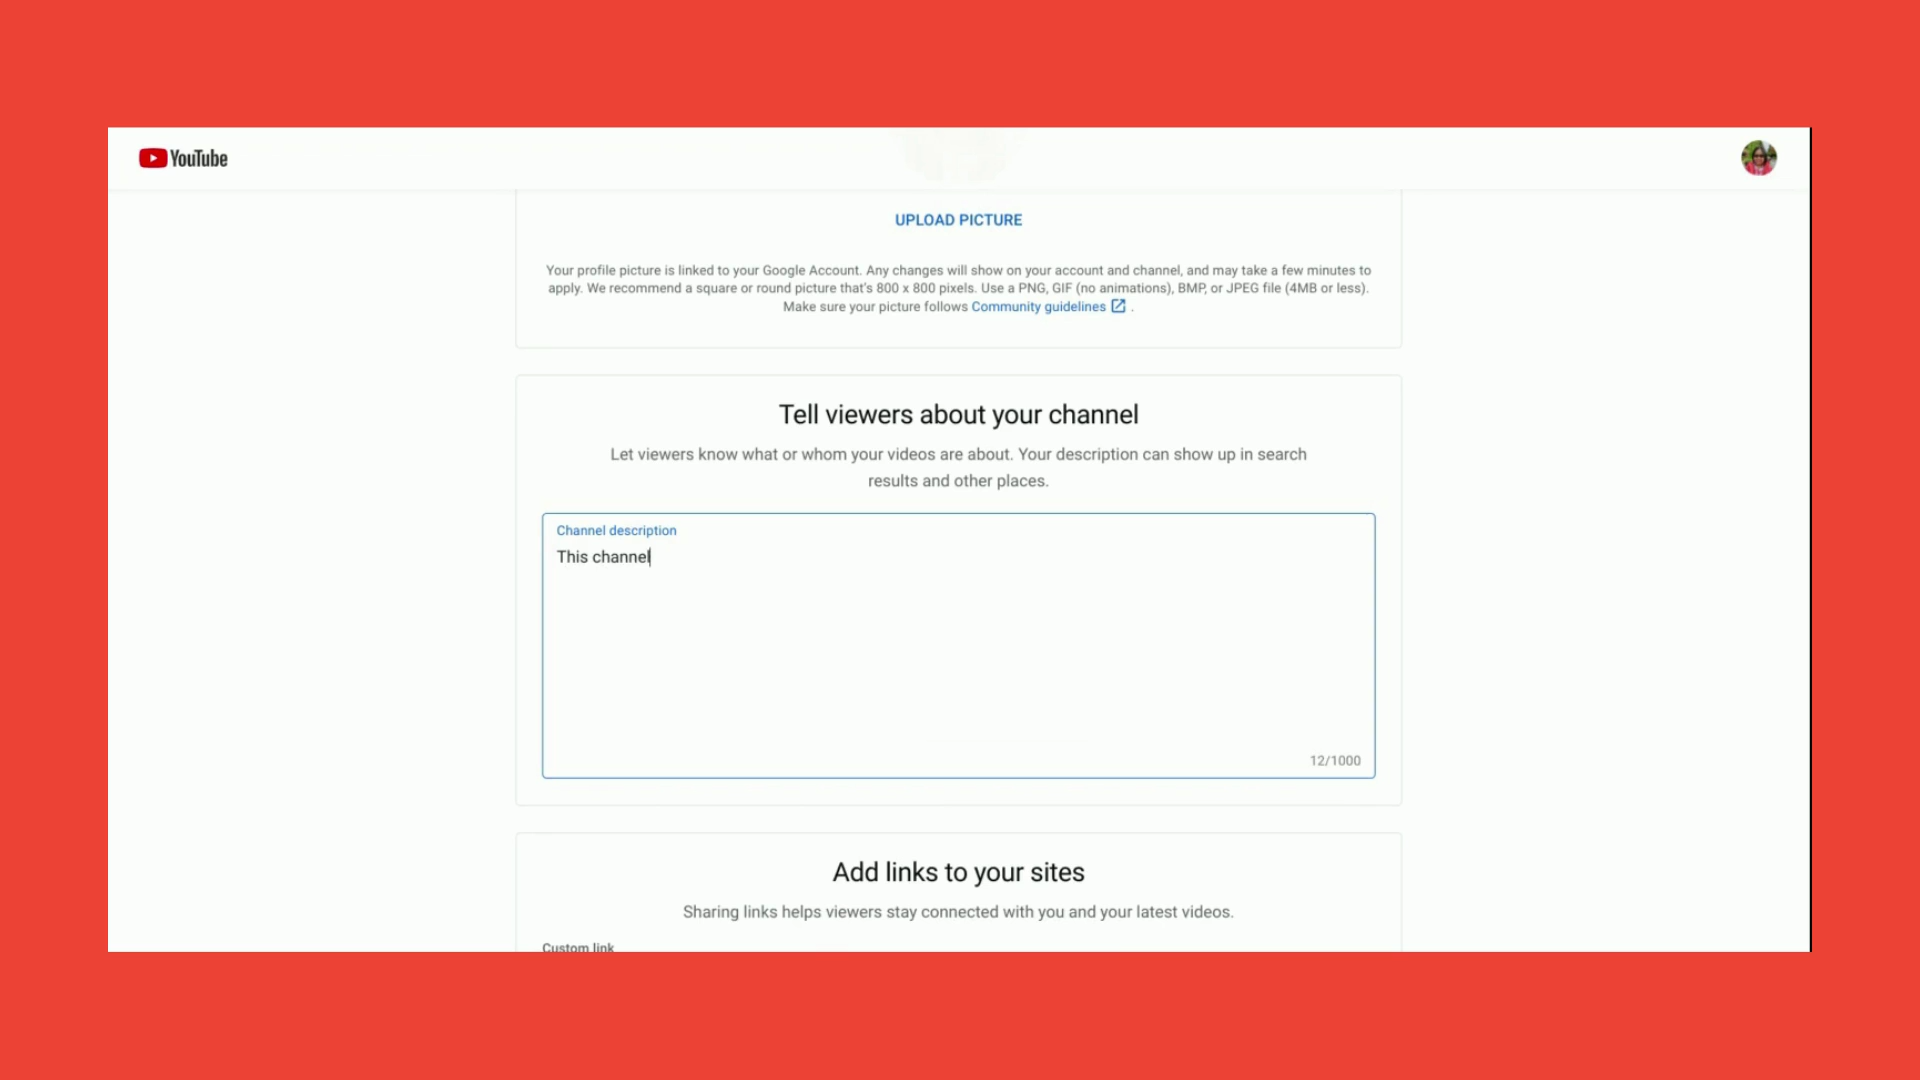 YouTube
UPLOAD PICTURE
Your profile picture is linked to your Google Account. Any changes will show on your account and channel, and may take a few minutes to
apply. We recommend a square or round picture that's 800 x 800 pixels. Use a PNG, GIF (no animations), BMP, or JPEG file (4MB or less).
Make sure your picture follows Community guidelines .
Tell viewers about your channel
Let viewers know what or whom your videos are about. Your description can show up in search
results and other places.
Channel description
This channel
12/1000
Add links to your sites
Sharing links helps viewers stay connected with you and your latest videos.
Custom link